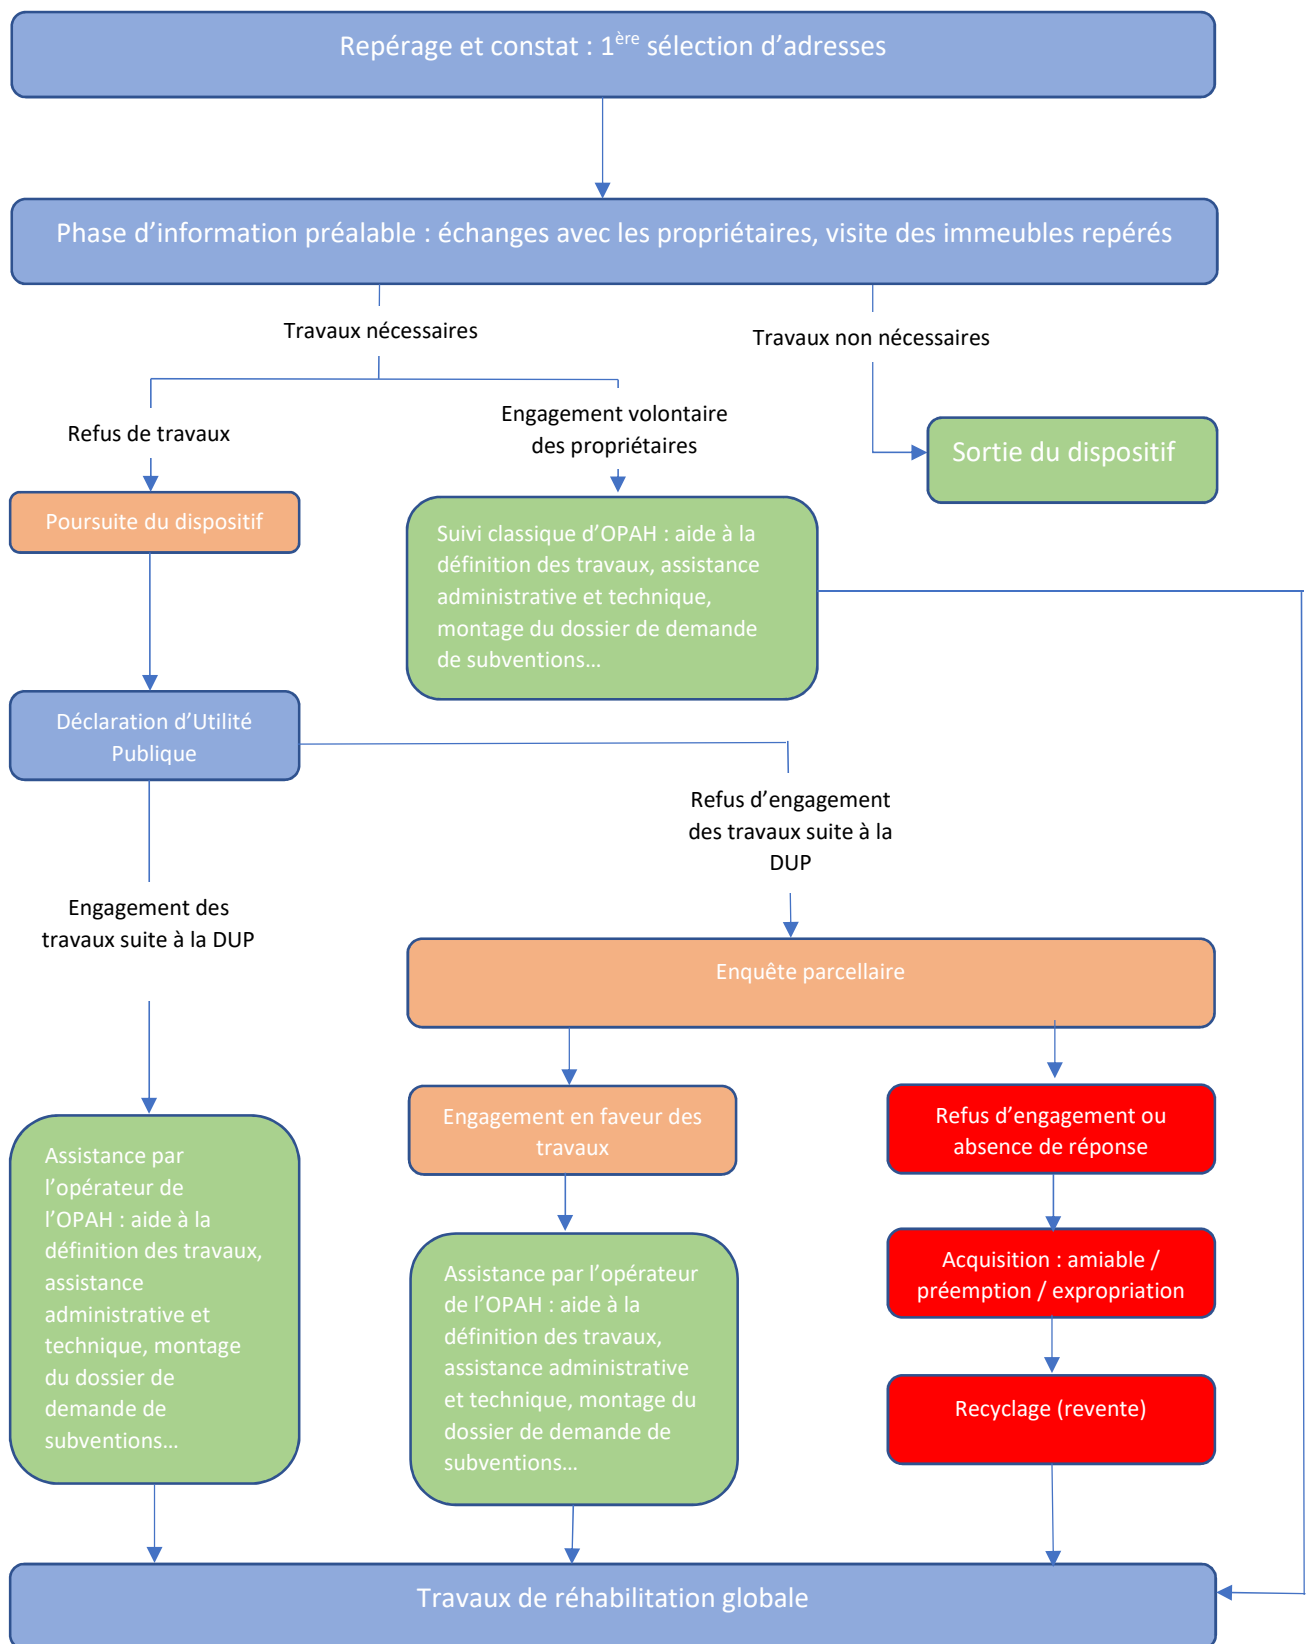 Repérage et constat : 1ère sélection d’adresses
Phase d’information préalable : échanges avec les propriétaires, visite des immeubles repérés
Travaux nécessaires
Travaux non nécessaires
Refus de travaux
Engagement volontaire
des propriétaires
Sortie du dispositif
Poursuite du dispositif
Suivi classique d’OPAH : aide à la
définition des travaux, assistance
administrative et technique,
montage du dossier de demande
de subventions…
Déclaration d’Utilité
Publique
Refus d’engagement
des travaux suite à la
DUP
Engagement des
travaux suite à la DUP
Enquête parcellaire
Engagement en faveur des
travaux
Refus d’engagement ou
absence de réponse
Assistance par
l’opérateur de
l’OPAH : aide à la
définition des travaux,
assistance
administrative et
technique, montage
du dossier de
demande de
subventions…
Assistance par l’opérateur
de l’OPAH : aide à la
définition des travaux,
assistance administrative
et technique, montage du
dossier de demande de
subventions…
Acquisition : amiable /
préemption / expropriation
Recyclage (revente)
Travaux de réhabilitation globale